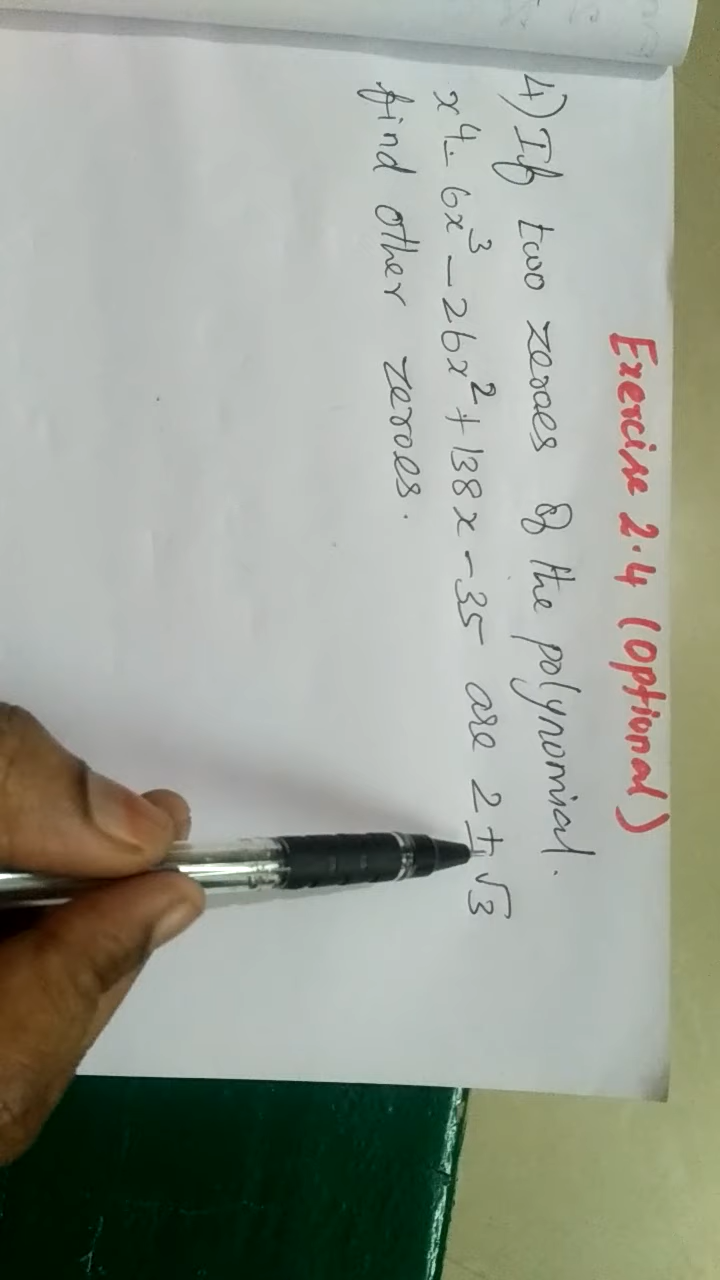 Exercise 2.4 (Optional)
4) If two zeroes of the polynomial.
x⁴- 6x³ - 26x² + 138x - 35 are 2 ± √3
find other zeroes.